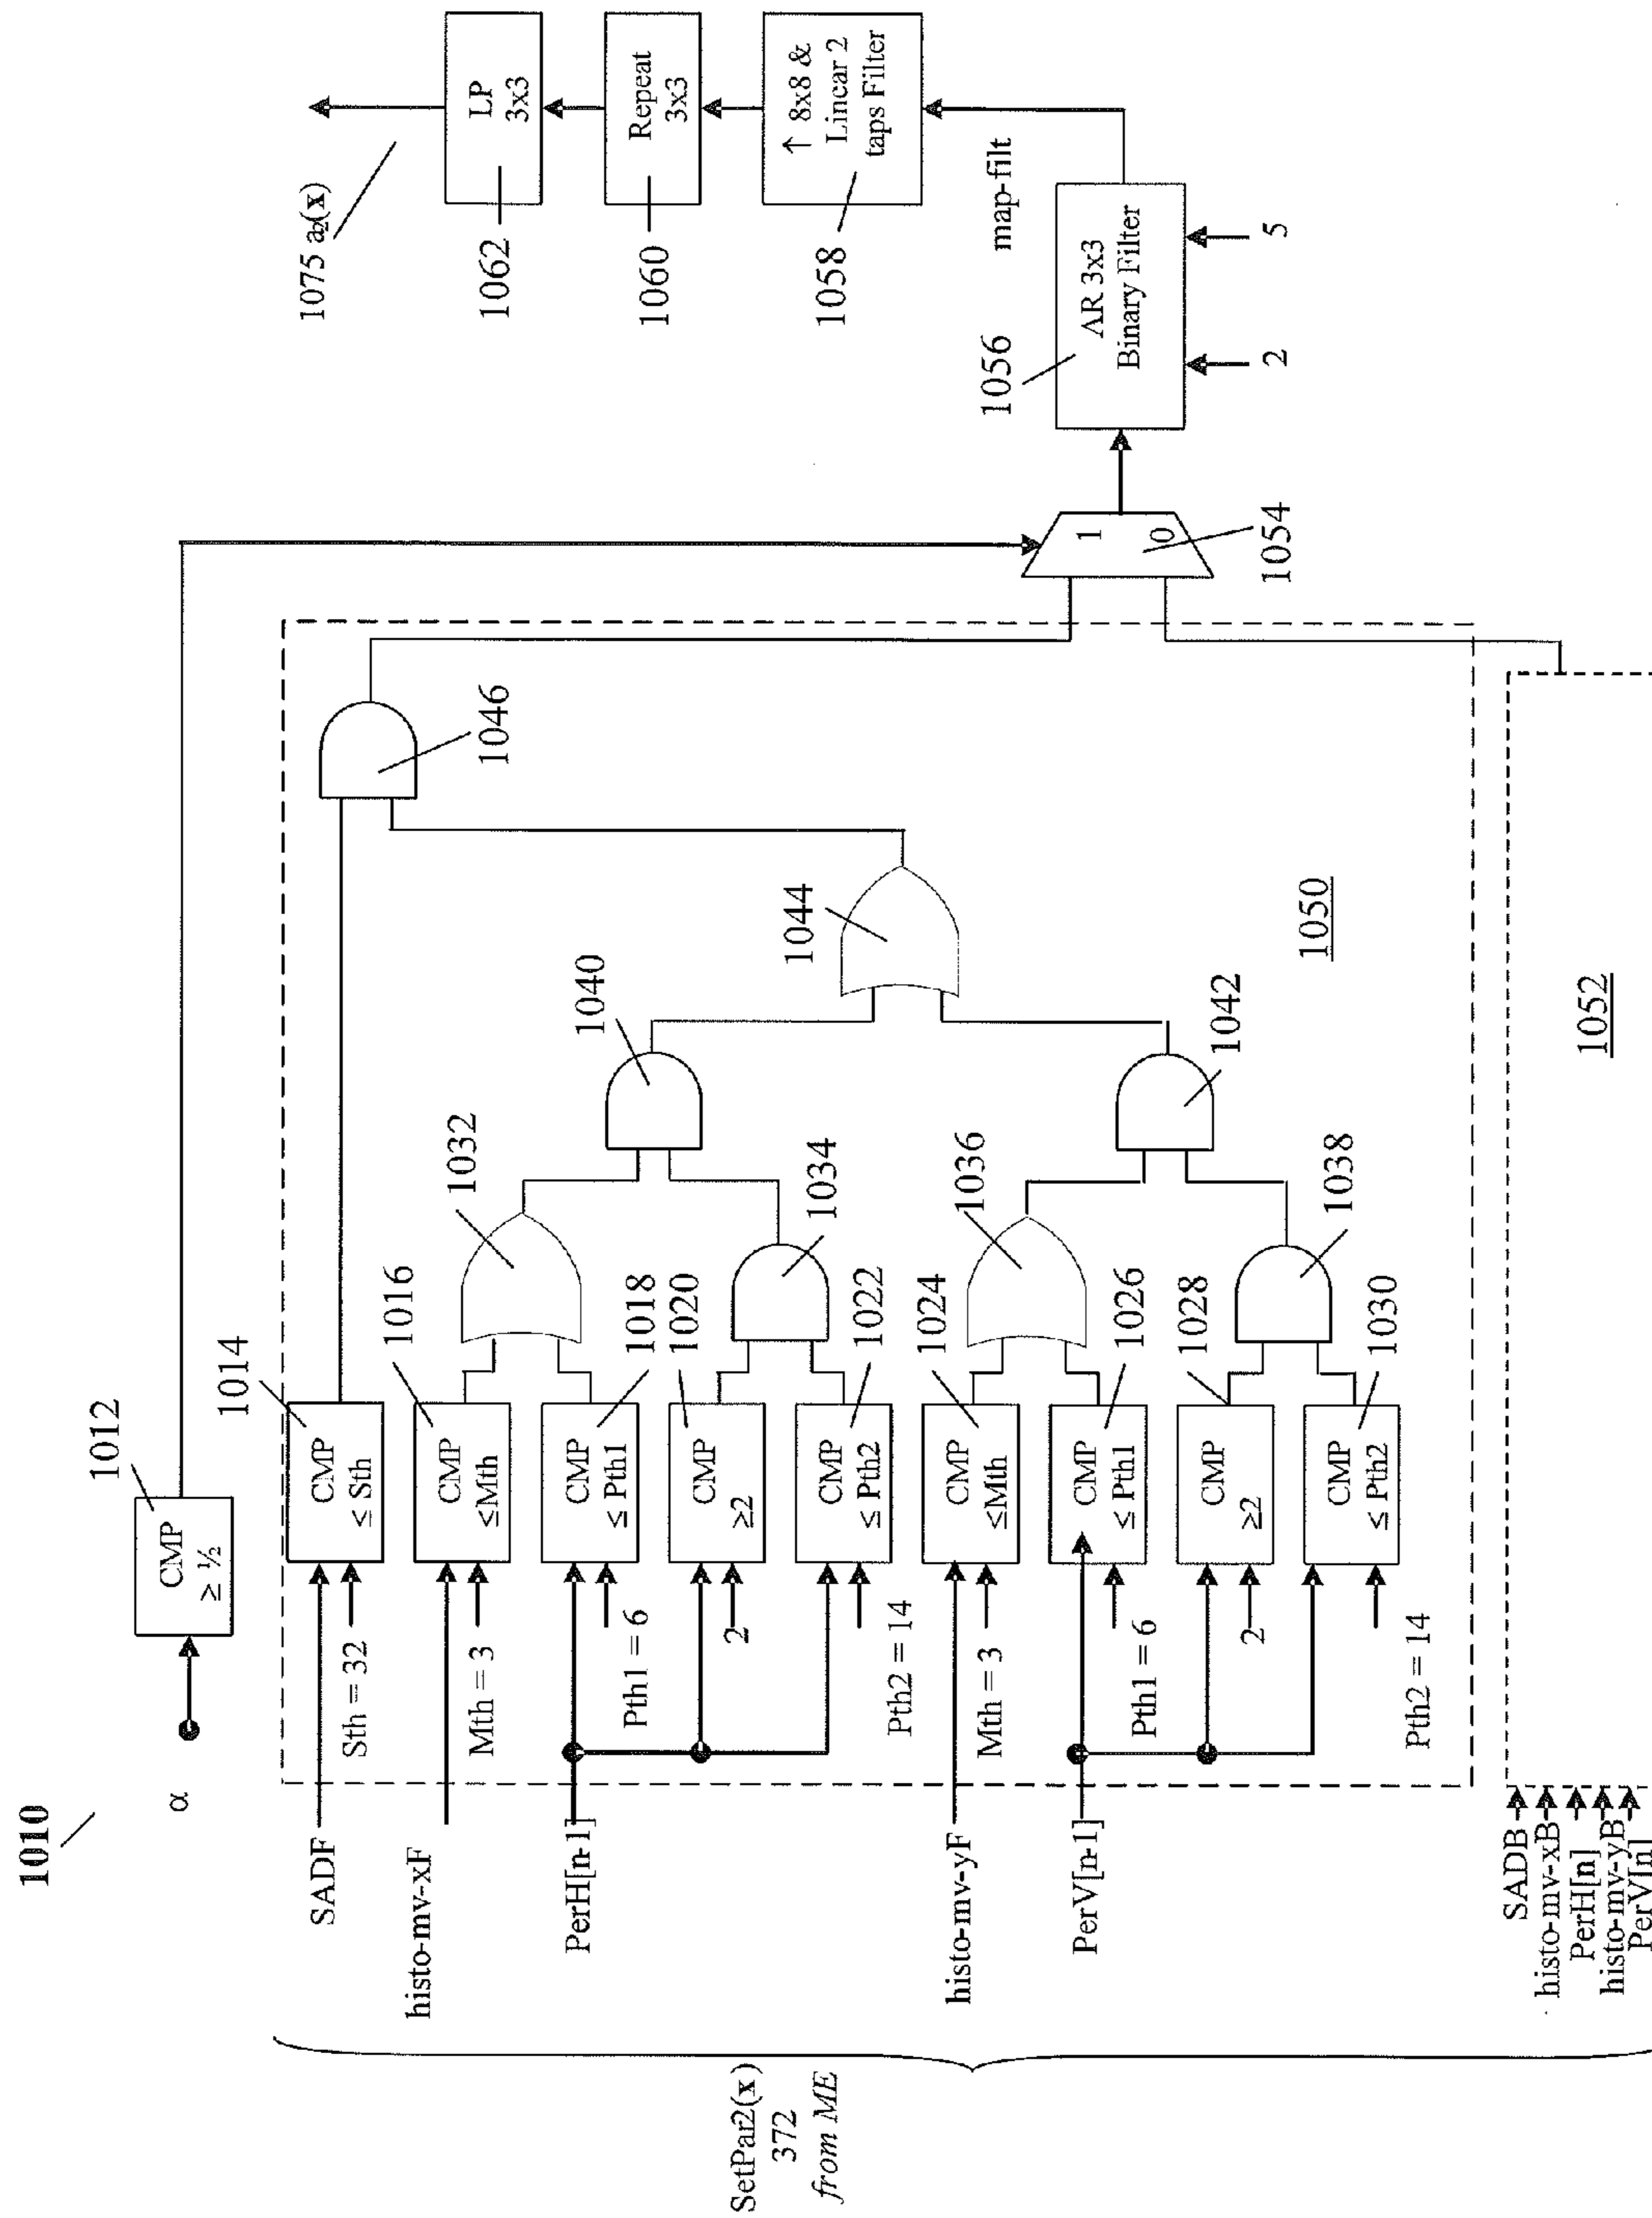 1010
α
CMP
≥ ½
1012
SADF
Sth = 32
CMP
≤ Sth
1014
histo-mv-xF
Mth = 3
CMP
≤Mth
1016
PerH[n-1]
Pth1 = 6
CMP
≤ Pth1
1018
2
CMP
≥2
1020
Pth2 = 14
CMP
≤ Pth2
1022
histo-mv-yF
Mth = 3
CMP
≤Mth
1024
PerV[n-1]
Pth1 = 6
CMP
≤ Pth1
1026
2
CMP
≥2
1028
Pth2 = 14
CMP
≤ Pth2
1030
1032
1034
1036
1038
1040
1042
1044
1046
1050
SetPar2(x)
372
from ME
SADB
histo-mv-xB
PerH[n]
histo-mv-yB
PerV[n]
1052
1
0
1054
1056
AR 3x3
Binary Filter
2
5
map-filt
1058
↑ 8x8 &
Linear 2
taps Filter
1060
Repeat
3x3
1062
LP
3x3
1075 a₂(x)